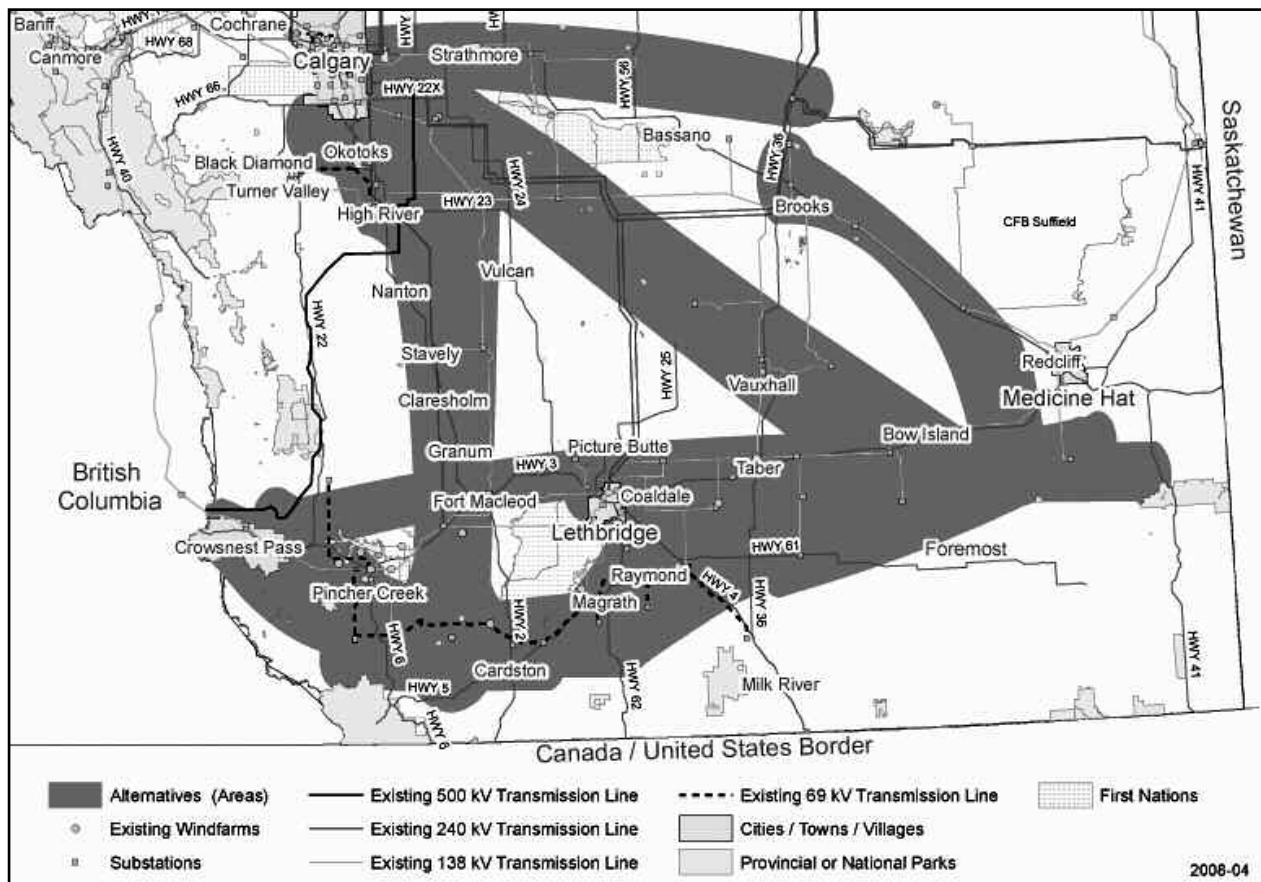 Banff
Cochrane
HWY 68
Canmore
Calgary
Strathmore
HWY 56
HWY 66
HWY 22X
Bassano
Saskatchewan
HWY 40
Okotoks
HWY 36
Black Diamond
Turner Valley
HWY 24
HWY 23
High River
Brooks
HWY 41
CFB Suffield
Vulcan
Nanton
HWY 22
Stavely
HWY 25
Redcliff
Vauxhall
Claresholm
Medicine Hat
Granum
Picture Butte
Bow Island
British
Columbia
HWY 3
Taber
Fort Macleod
Coaldale
Lethbridge
Crowsnest Pass
HWY 61
Foremost
Raymond
HWY 4
Pincher Creek
Magrath
HWY 36
HWY 2
HWY 6
Cardston
HWY 41
HWY 5
HWY 62
Milk River
HWY 6
Canada / United States Border
Alternatives (Areas)
Existing 500 kV Transmission Line
Existing 69 kV Transmission Line
First Nations
Existing Windfarms
Existing 240 kV Transmission Line
Cities / Towns / Villages
Substations
Existing 138 kV Transmission Line
Provincial or National Parks
2008-04